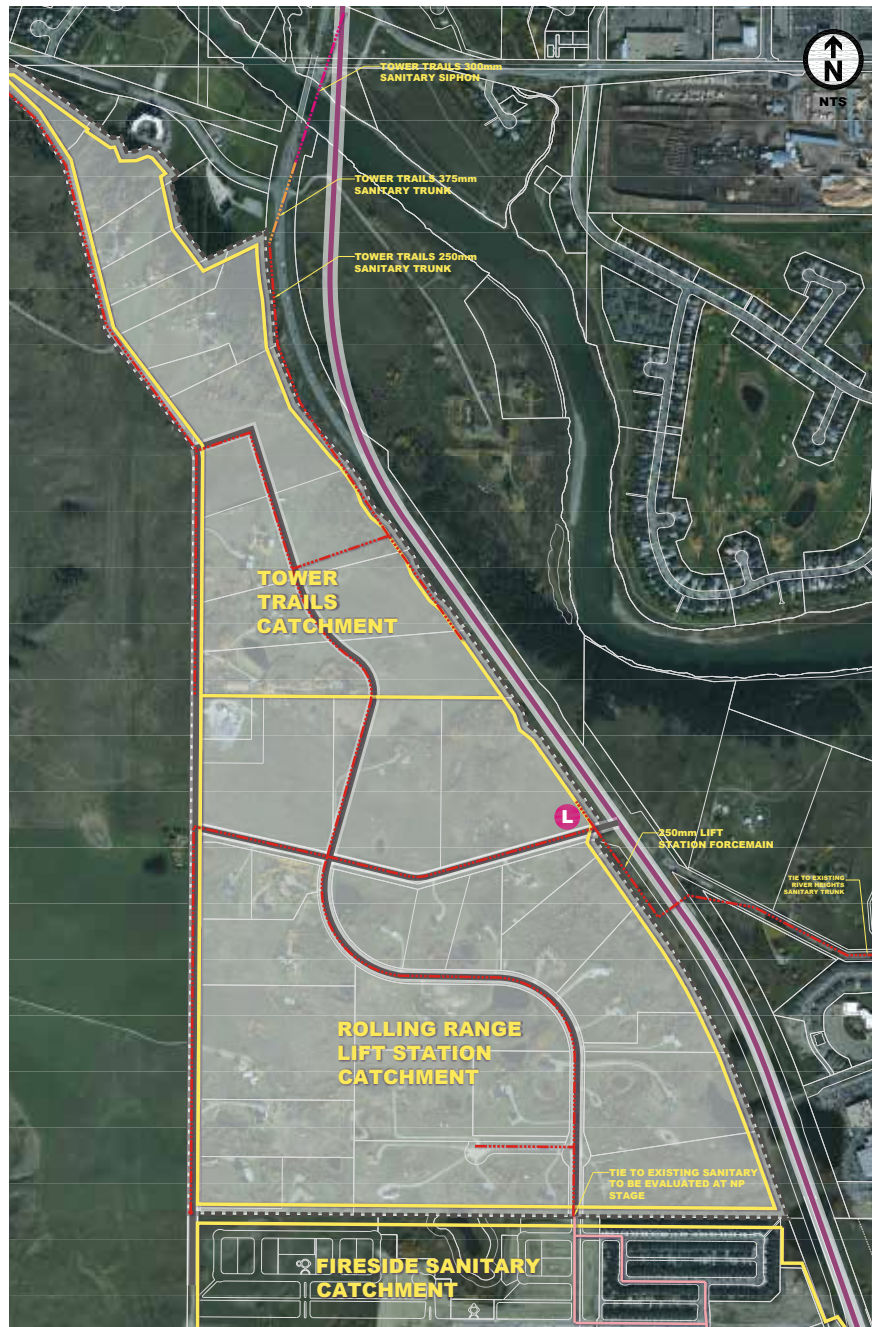 TOWER TRAILS 300mm
SANITARY SIPHON
N
NTS
TOWER TRAILS 375mm
SANITARY TRUNK
TOWER TRAILS 250mm
SANITARY TRUNK
TOWER
TRAILS
CATCHMENT
L
250mm LIFT
STATION FORCEMAIN
TIE TO EXISTING
RIVER HEIGHTS
SANITARY TRUNK
ROLLING RANGE
LIFT STATION
CATCHMENT
TIE TO EXISTING SANITARY
TO BE EVALUATED AT NP
STAGE
FIRESIDE SANITARY
CATCHMENT